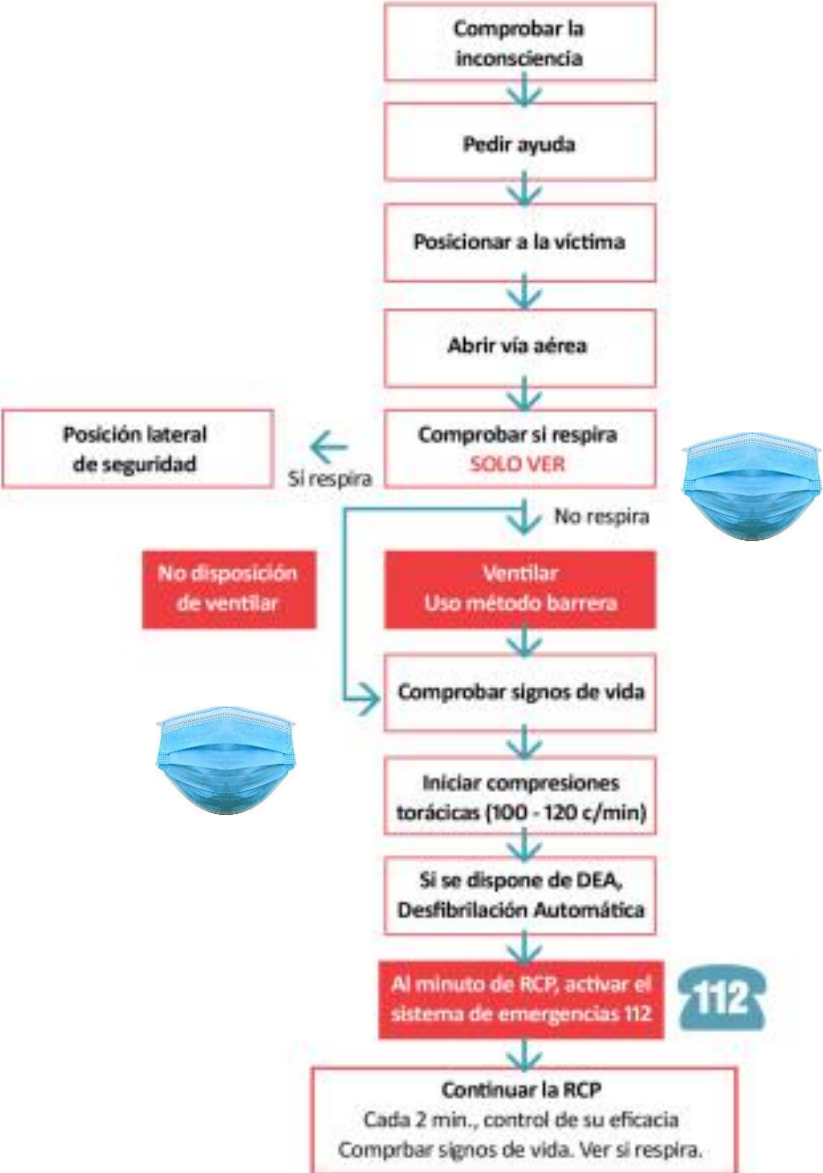 Comprobar la
inconsciencia
Pedir ayuda
Posicionar a la víctima
Abrir vía aérea
Comprobar si respira
SOLO VER
Posición lateral
de seguridad
Si respira
No respira
No disposición
de ventilar
Ventilar
Uso método barrera
Comprobar signos de vida
Iniciar compresiones
torácicas (100 - 120 c/min)
Si se dispone de DEA,
Desfibrilación Automática
Al minuto de RCP, activar el
sistema de emergencias 112
112
Continuar la RCP
Cada 2 min., control de su eficacia
Comprbar signos de vida. Ver si respira.